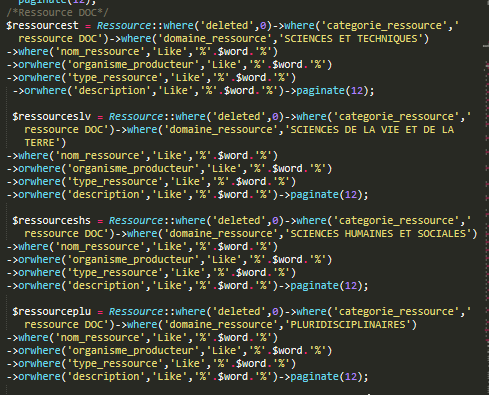 paginate(12);
/*Ressource DOC*/
$ressourcest = Ressource::where('deleted',0)->where('categorie_ressource','
ressource DOC')->where('domaine_ressource','SCIENCES ET TECHNIQUES')
->where('nom_ressource','Like','%'.$word.'%')
->orwhere('organisme_producteur','Like','%'.$word.'%')
->orwhere('type_ressource','Like','%'.$word.'%')
->orwhere('description','Like','%'.$word.'%')->paginate(12);
$ressourceslv = Ressource::where('deleted',0)->where('categorie_ressource','
ressource DOC')->where('domaine_ressource','SCIENCES DE LA VIE ET DE LA
TERRE')
->where('nom_ressource','Like','%'.$word.'%')
->orwhere('organisme_producteur','Like','%'.$word.'%')
->orwhere('type_ressource','Like','%'.$word.'%')
->orwhere('description','Like','%'.$word.'%')->paginate(12);
$ressourceshs = Ressource::where('deleted',0)->where('categorie_ressource','
ressource DOC')->where('domaine_ressource','SCIENCES HUMAINES ET SOCIALES')
->where('nom_ressource','Like','%'.$word.'%')
->orwhere('organisme_producteur','Like','%'.$word.'%')
->orwhere('type_ressource','Like','%'.$word.'%')
->orwhere('description','Like','%'.$word.'%')->paginate(12);
$ressourceplu = Ressource::where('deleted',0)->where('categorie_ressource','
ressource DOC')->where('domaine_ressource','PLURIDISCIPLINAIRES')
->where('nom_ressource','Like','%'.$word.'%')
->orwhere('organisme_producteur','Like','%'.$word.'%')
->orwhere('type_ressource','Like','%'.$word.'%')
->orwhere('description','Like','%'.$word.'%')->paginate(12);